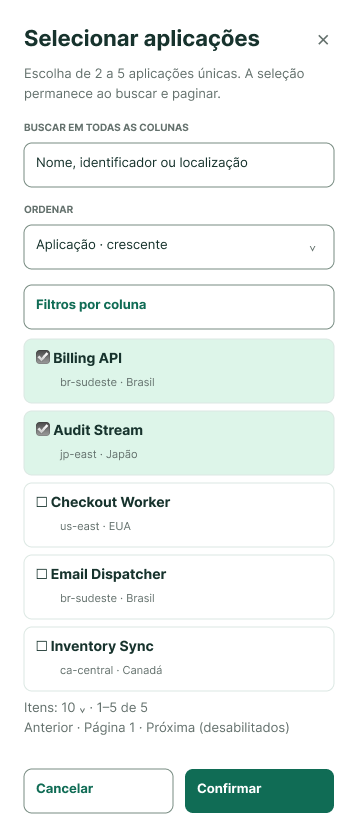 Selecionar aplicações ×
Escolha de 2 a 5 aplicações únicas. A seleção
permanece ao buscar e paginar.
BUSCAR EM TODAS AS COLUNAS
Nome, identificador ou localização
ORDENAR
Aplicação · crescente
Filtros por coluna
Billing API
br-sudeste · Brasil
Audit Stream
jp-east · Japão
Checkout Worker
us-east · EUA
Email Dispatcher
br-sudeste · Brasil
Inventory Sync
ca-central · Canadá
Itens: 10 · 1–5 de 5
Anterior · Página 1 · Próxima (desabilitados)
Cancelar
Confirmar